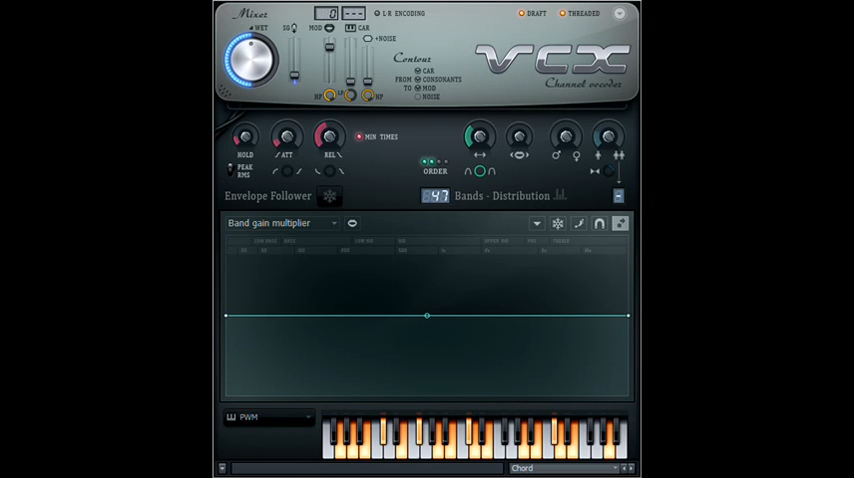 Mixer
WET
SG
MOD
CAR
+NOISE
0
---
L-R ENCODING
DRAFT
THREADED
HP
LP
HP
Contour
CAR
FROM CONSONANTS
TO MOD
NOISE
VCX
Channel vocoder
HOLD
ATT
REL
MIN TIMES
PEAK
RMS
ORDER
Envelope Follower
47
Bands - Distribution
Band gain multiplier
PWM
Chord